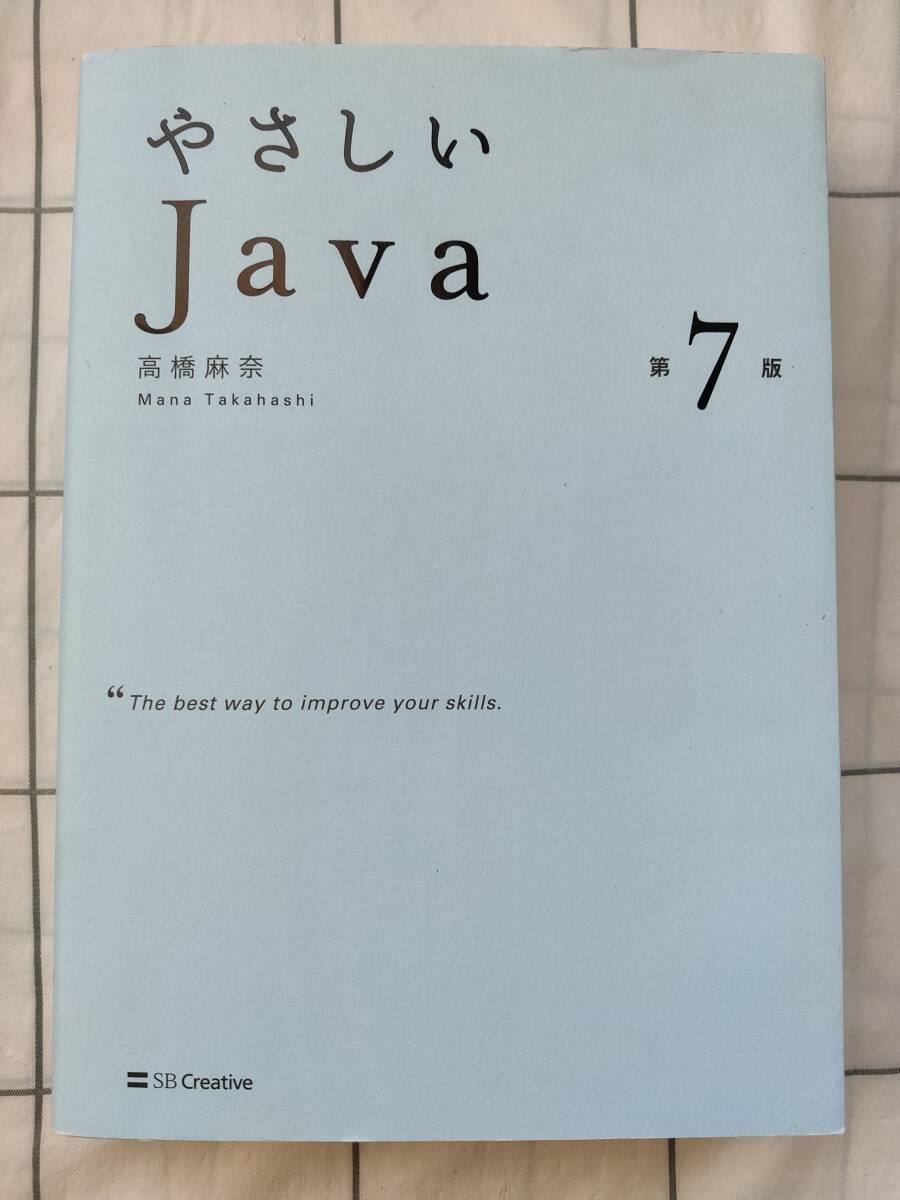 やさしい
Java
高橋麻奈
Mana Takahashi
第7版
“The best way to improve your skills.
SB Creative